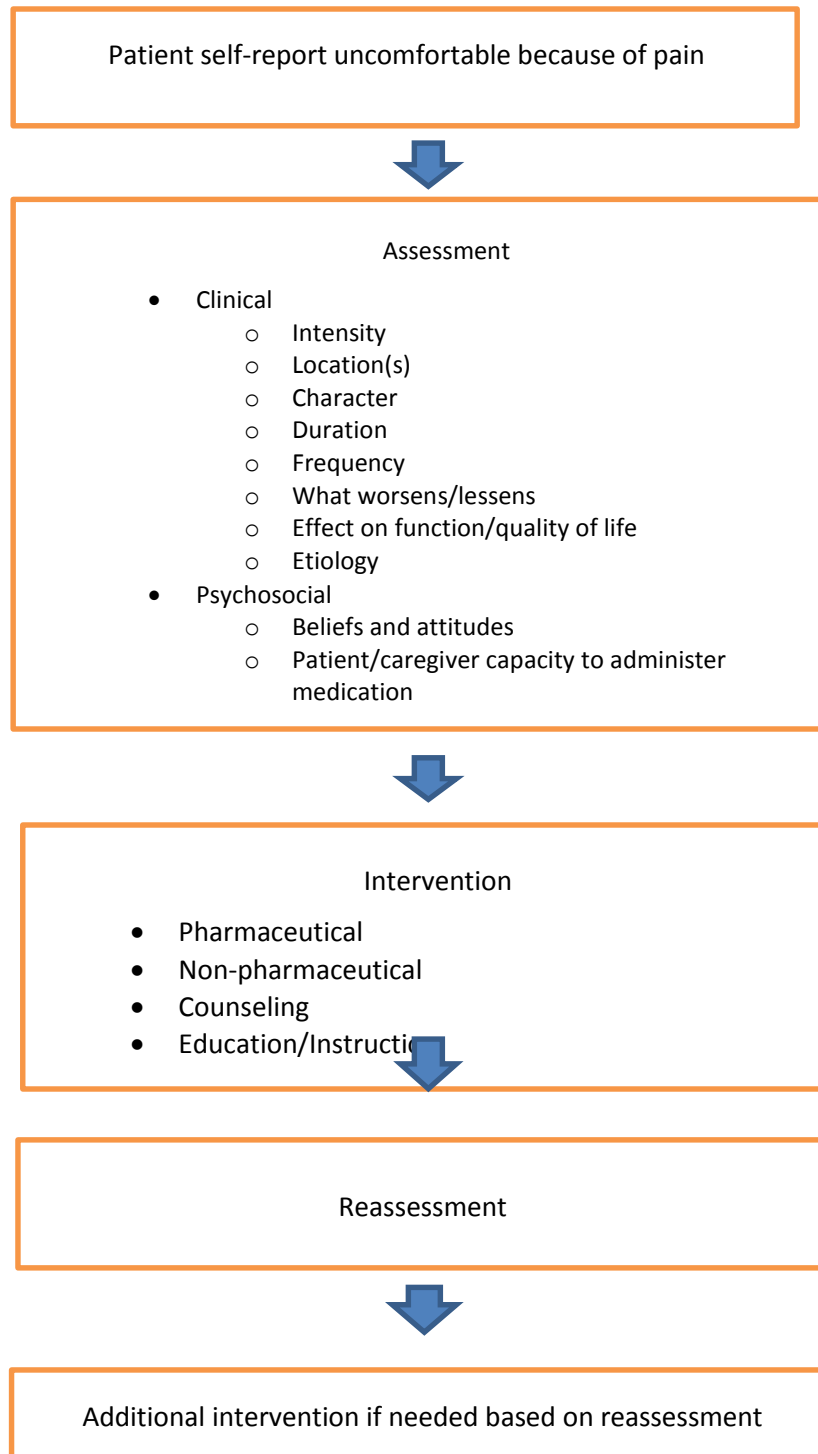 Patient self-report uncomfortable because of pain
Assessment
• Clinical
o Intensity
o Location(s)
o Character
o Duration
o Frequency
o What worsens/lessens
o Effect on function/quality of life
o Etiology
• Psychosocial
o Beliefs and attitudes
o Patient/caregiver capacity to administer
medication
Intervention
• Pharmaceutical
• Non-pharmaceutical
• Counseling
• Education/Instructio
Reassessment
Additional intervention if needed based on reassessment